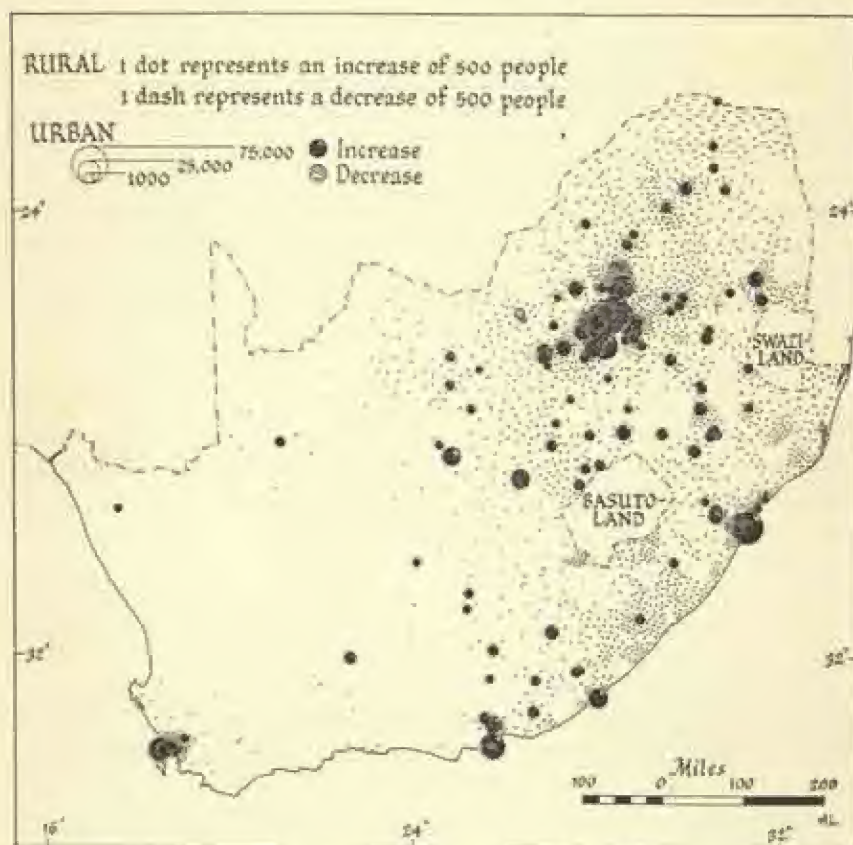 RURAL 1 dot represents an increase of 500 people
1 dash represents a decrease of 500 people
URBAN
75,000
25,000
1000
Increase
Decrease
24°
24°
SWAZI-
LAND
BASUTO-
LAND
32°
32°
Miles
100 0 100 200
16°
24°
32°